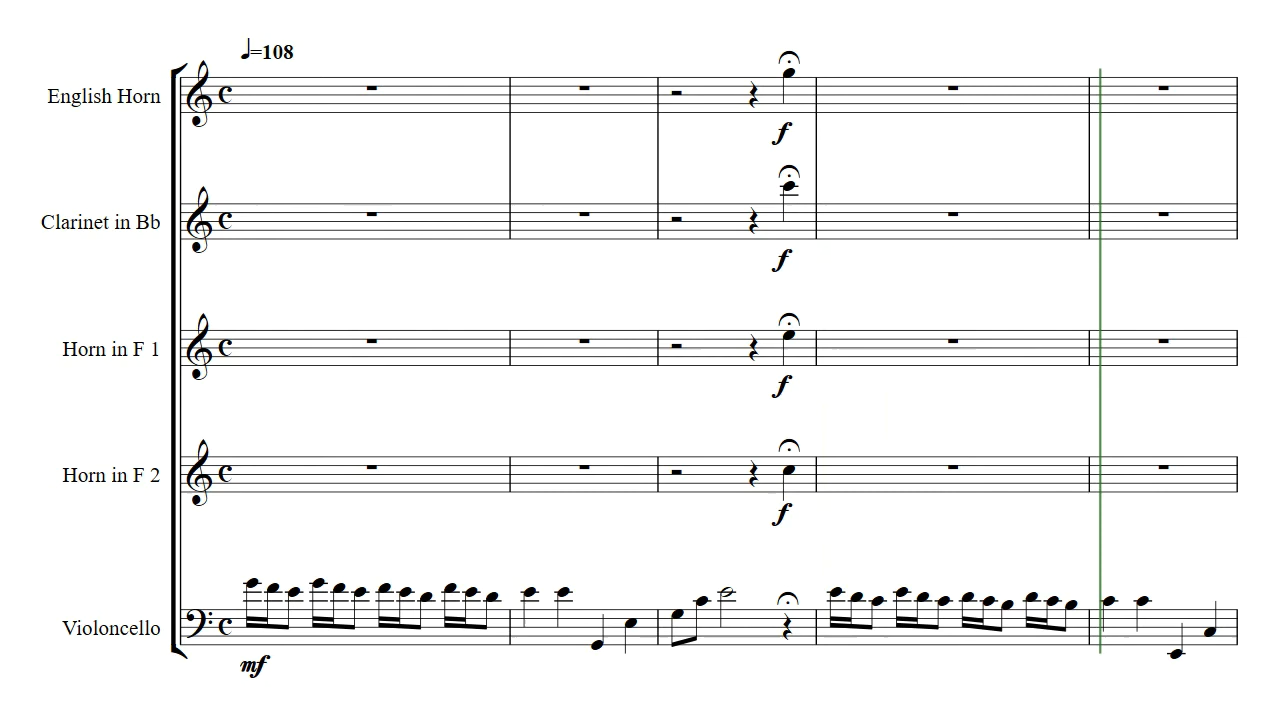 ♩=108
English Horn
f
Clarinet in Bb
f
Horn in F 1
f
Horn in F 2
f
Violoncello
mf